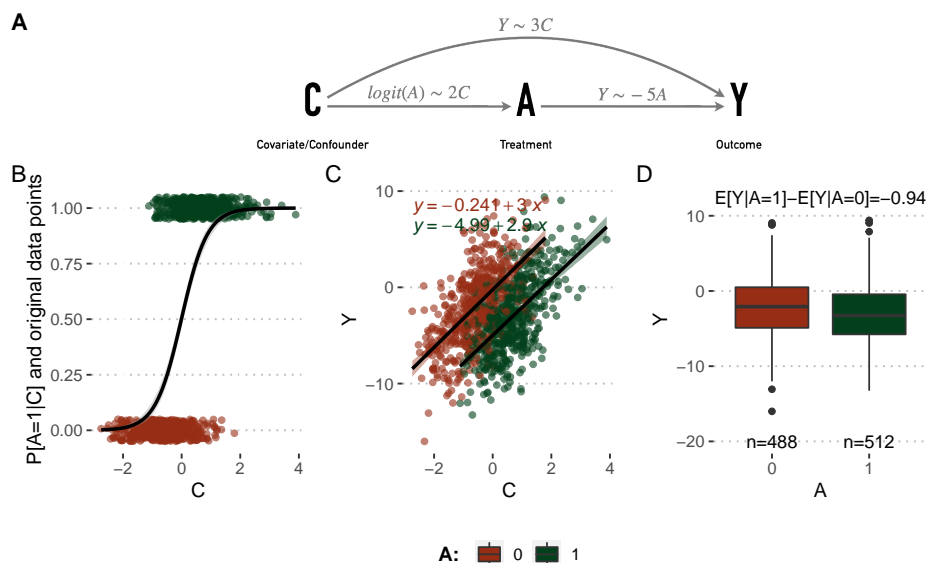 A
Y ∼ 3C
logit(A) ∼ 2C
Y ∼ − 5A
C
A
Y
Covariate/Confounder
Treatment
Outcome
B
P[A=1|C] and original data points
1.00
0.75
0.50
0.25
0.00
−2
0
2
4
C
C
Y
10
0
−10
y = −0.241 + 3 x
y = −4.99 + 2.9 x
−2
0
2
4
C
D
E[Y|A=1]−E[Y|A=0]=−0.94
Y
10
0
−10
−20
n=488
n=512
0
1
A
A:
0
1